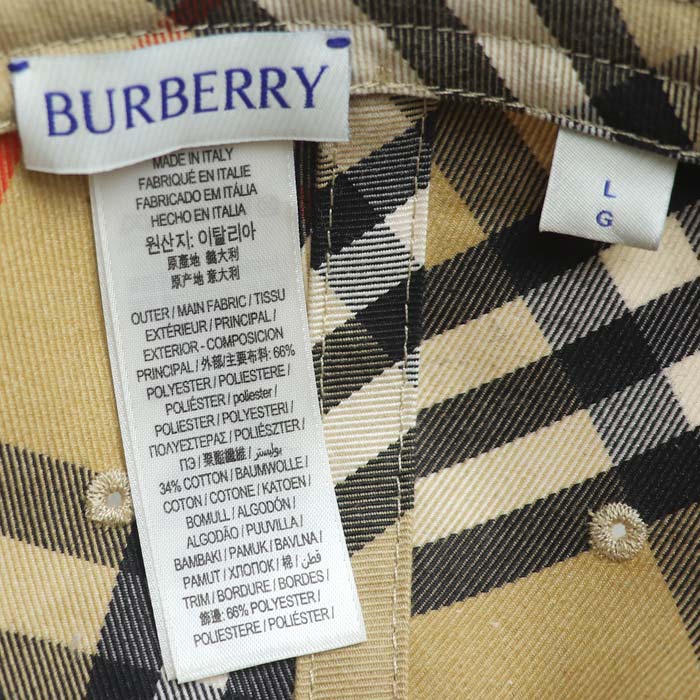 BURBERRY
MADE IN ITALY
FABRIQUÉ EN ITALIE
FABRICADO EM ITÁLIA
HECHO EN ITALIA
원산지: 이탈리아
原產地 義大利
原产地 意大利
OUTER / MAIN FABRIC / TISSU
EXTÉRIEUR / PRINCIPAL /
EXTERIOR - COMPOSICION
PRINCIPAL / 外部/主要布料: 66%
POLYESTER / POLIESTERE /
POLIÉSTER / poliester /
POLYESTER / POLYESTERI /
ΠΟΛΥΕΣΤΕΡΑΣ / POLIÉSZTER /
ПЭ / 聚酯纖維 / بوليستر
34% COTTON / BAUMWOLLE /
COTON / COTONE / KATOEN /
BOMULL / ALGODÓN /
ALGODÃO / PUUVILLA /
BAMBAKI / PAMUK / BAVLNA /
PAMUT / ХЛОПОК / 棉 / قطن
TRIM / BORDURE / BORDES /
飾邊: 66% POLYESTER /
POLIESTERE / POLIÉSTER /
L
G